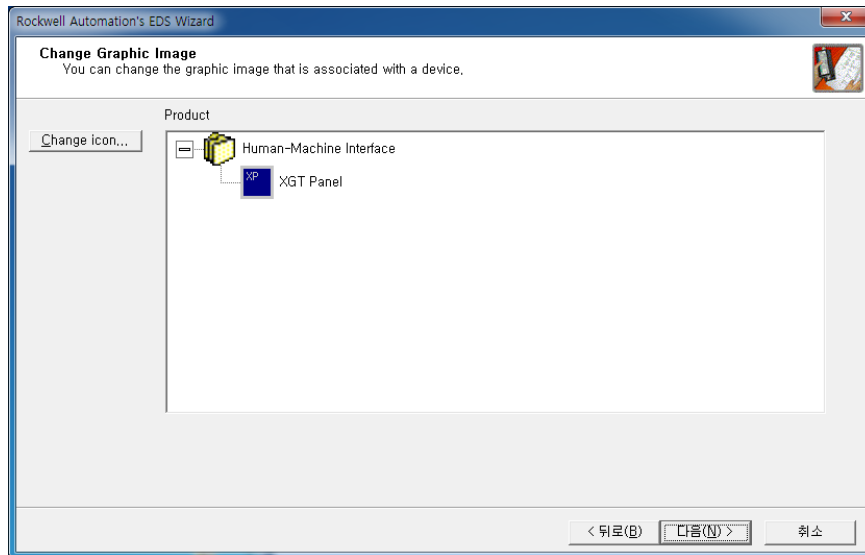 Rockwell Automation's EDS Wizard
Change Graphic Image
You can change the graphic image that is associated with a device.
Product
Change icon...
Human-Machine Interface
XP
XGT Panel
< 뒤로(B)
다음(N) >
취소